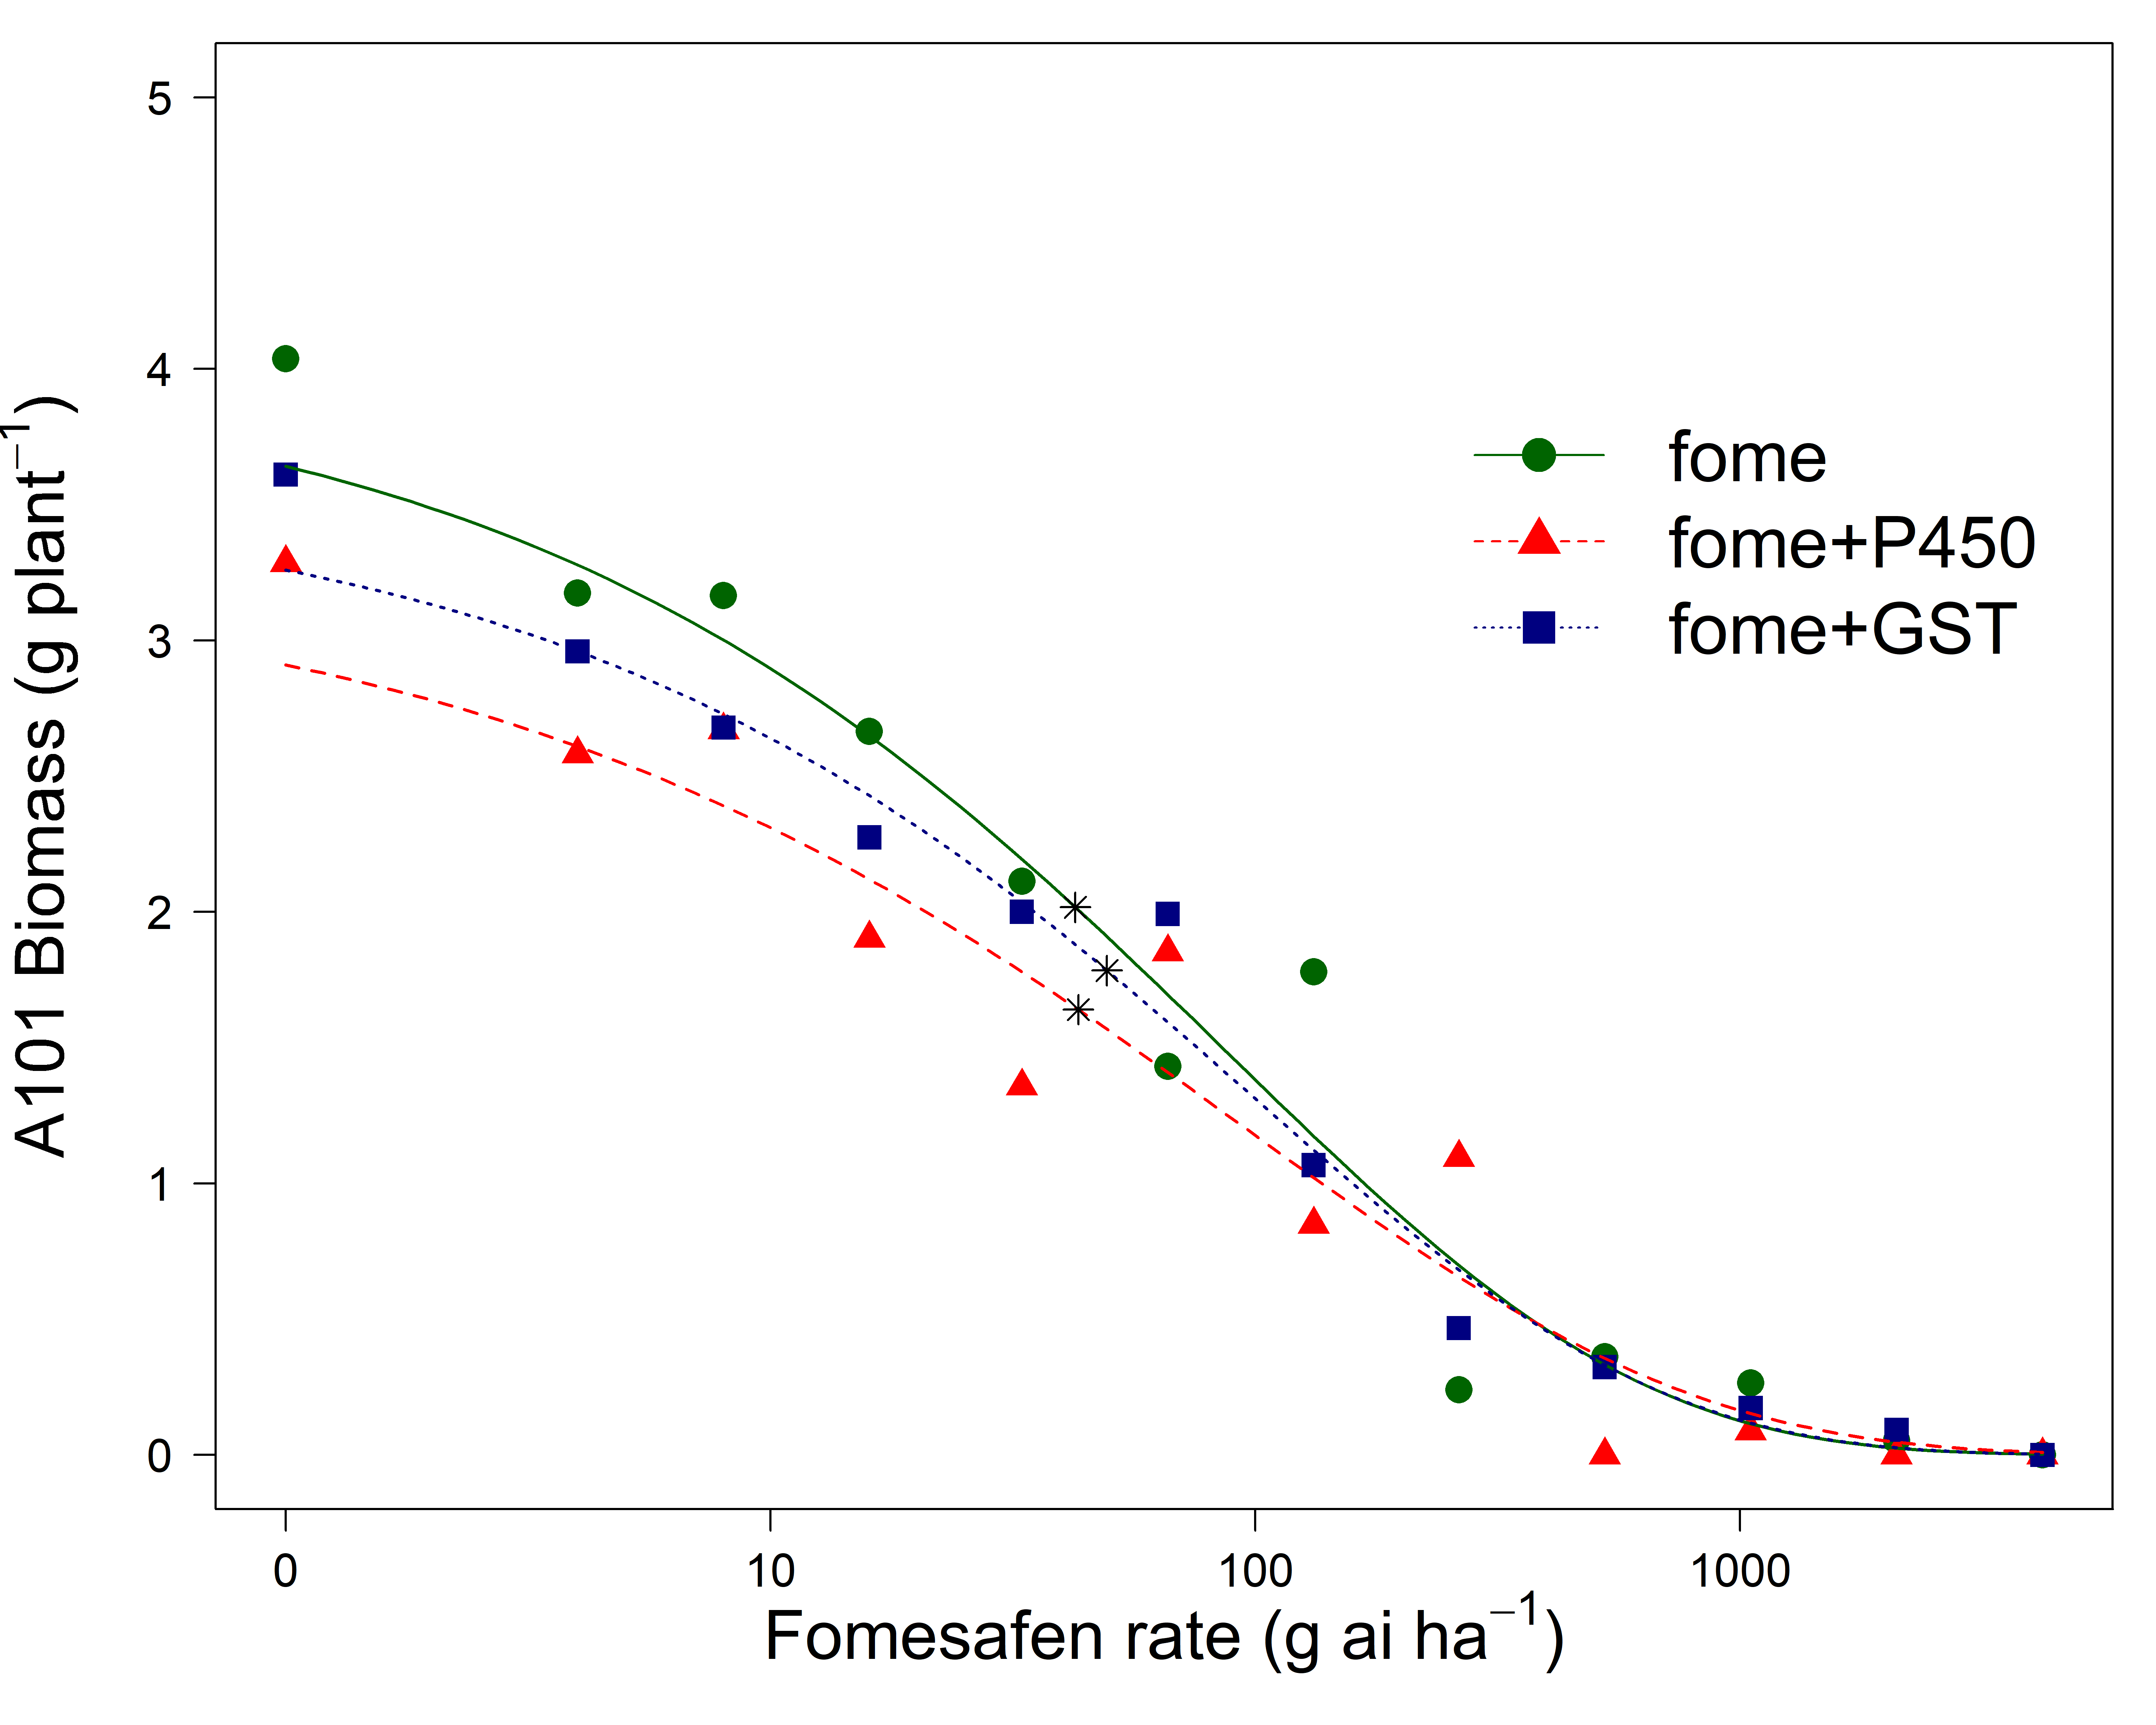 5
4
3
2
1
0
A101 Biomass (g plant⁻¹)
fome
fome+P450
fome+GST
0 10 100 1000
Fomesafen rate (g ai ha⁻¹)